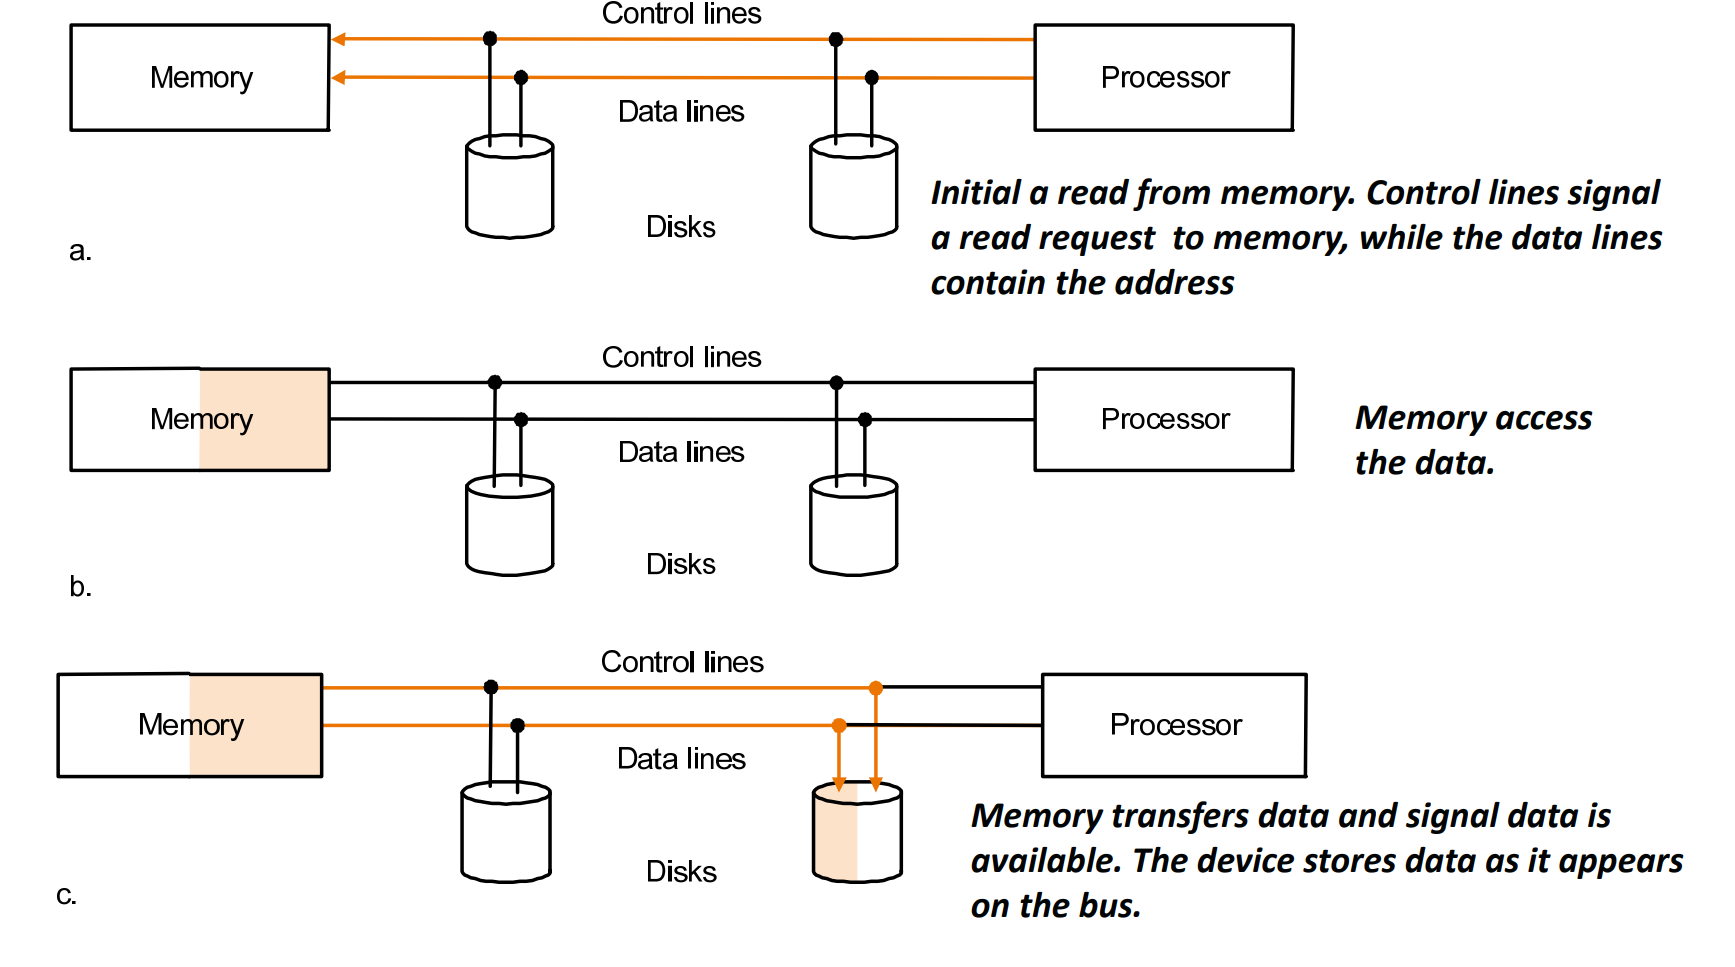 Control lines
Memory
Processor
Data lines
Initial a read from memory. Control lines signal
a read request to memory, while the data lines
contain the address
Disks
a.
Control lines
Memory
Processor
Memory access
the data.
Data lines
Disks
b.
Control lines
Memory
Processor
Data lines
Memory transfers data and signal data is
available. The device stores data as it appears
on the bus.
Disks
c.